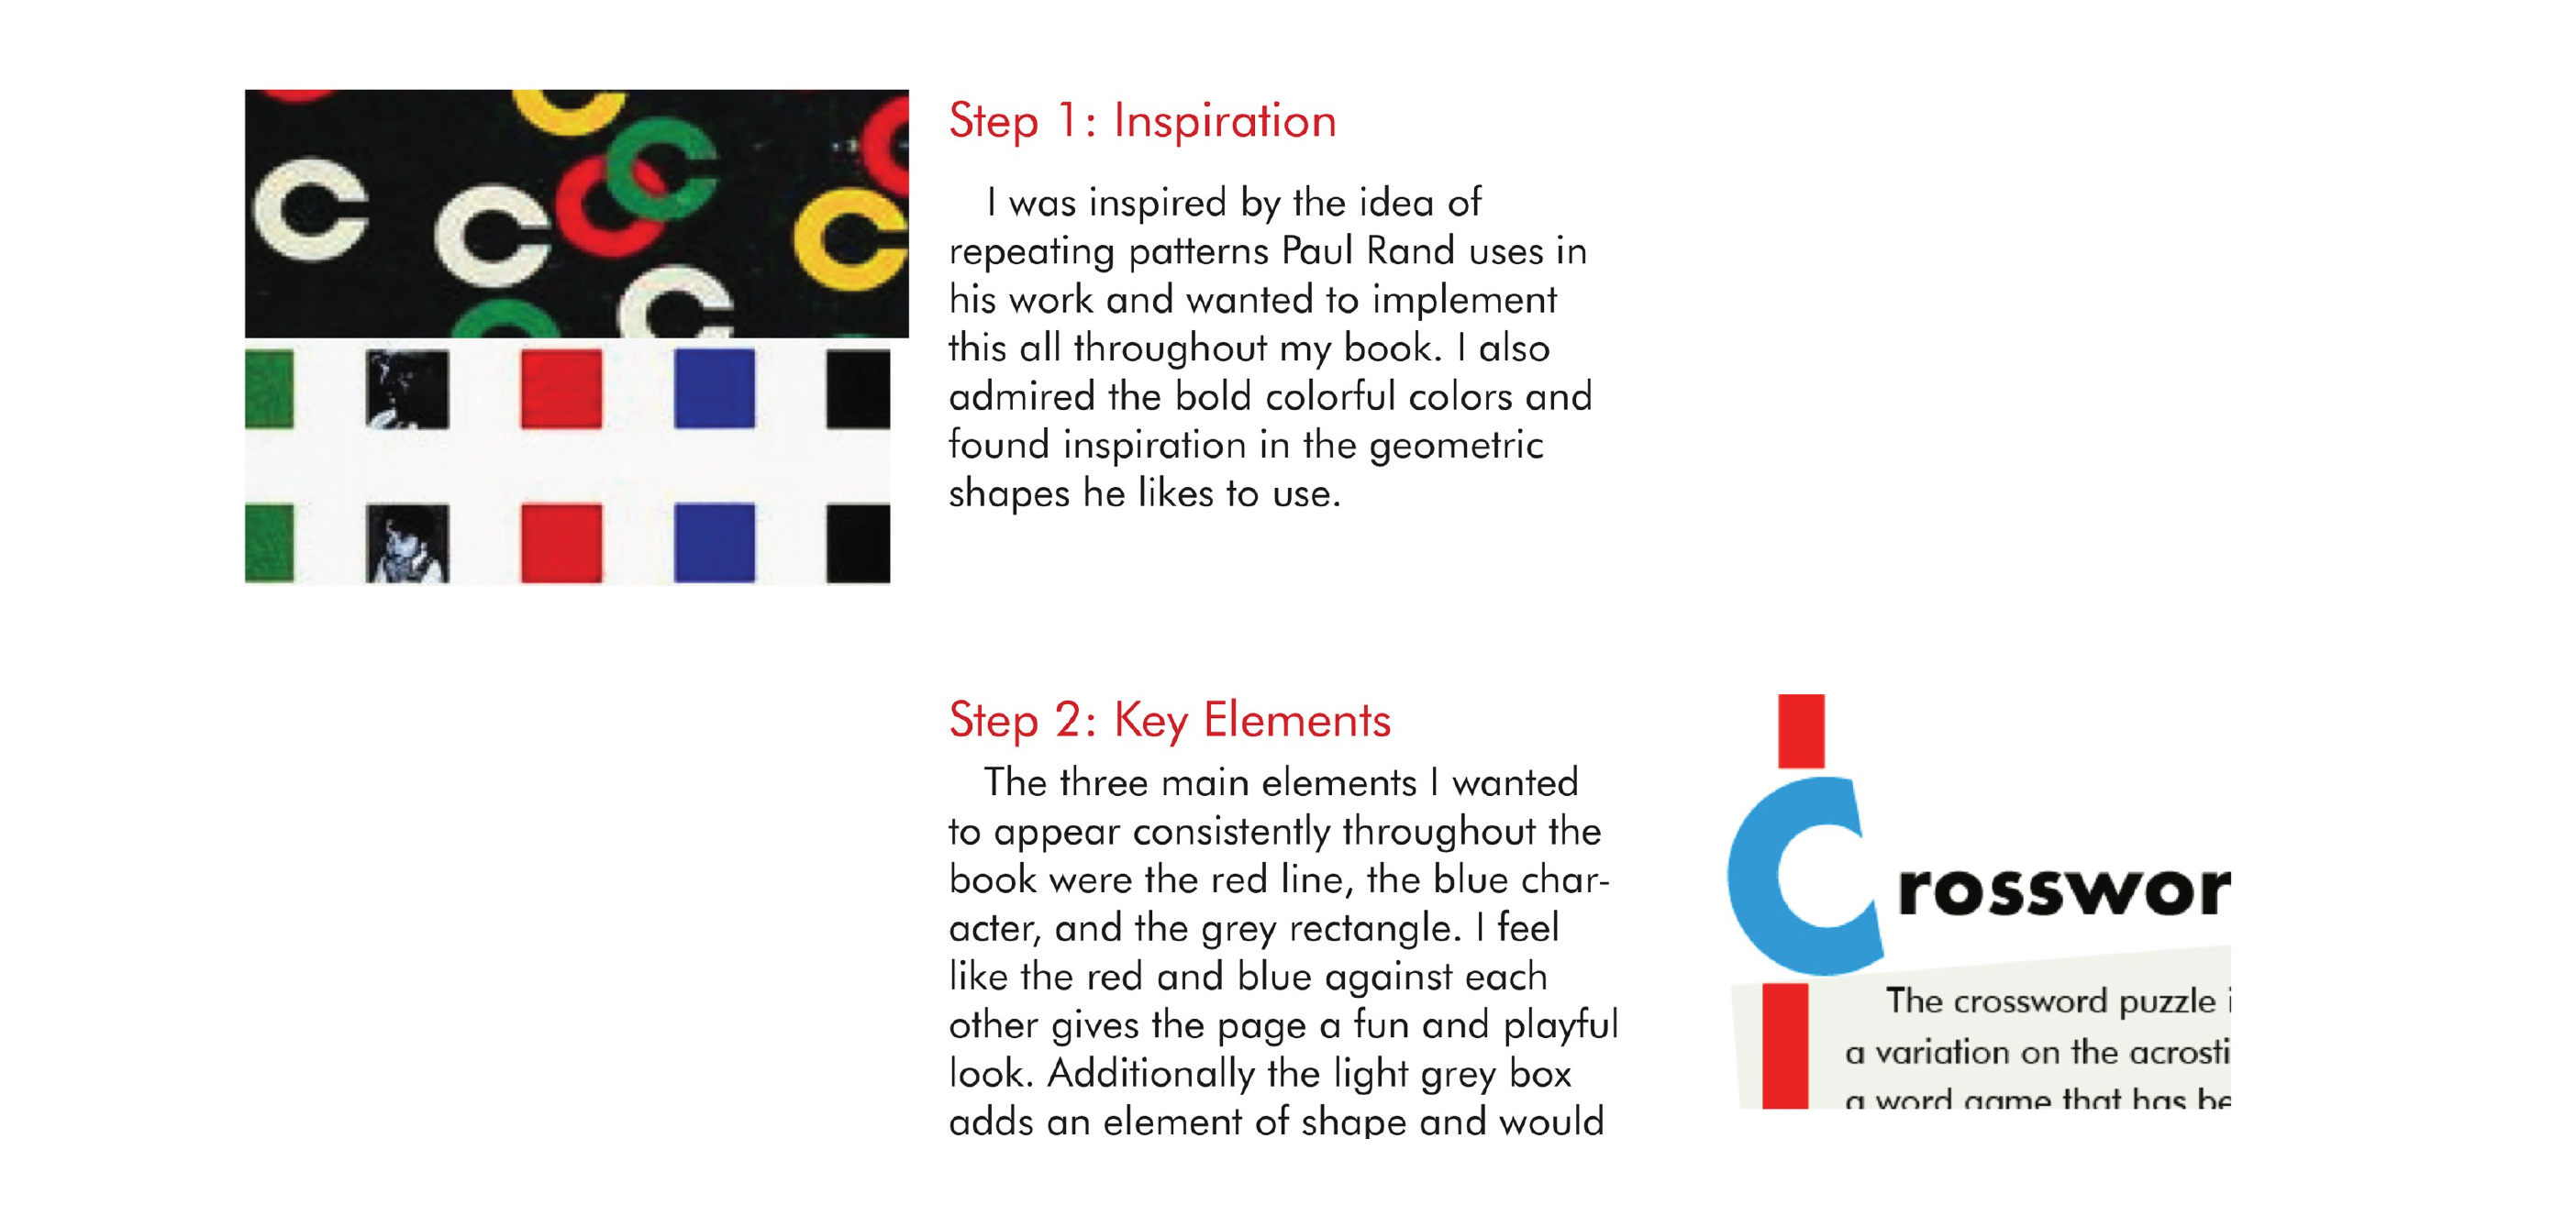 C C C C C C
Step 1: Inspiration
I was inspired by the idea of
repeating patterns Paul Rand uses in
his work and wanted to implement
this all throughout my book. I also
admired the bold colorful colors and
found inspiration in the geometric
shapes he likes to use.
Step 2: Key Elements
The three main elements I wanted
to appear consistently throughout the
book were the red line, the blue char-
acter, and the grey rectangle. I feel
like the red and blue against each
other gives the page a fun and playful
look. Additionally the light grey box
adds an element of shape and would
Crosswor
The crossword puzzle i
a variation on the acrosti
a word game that has be